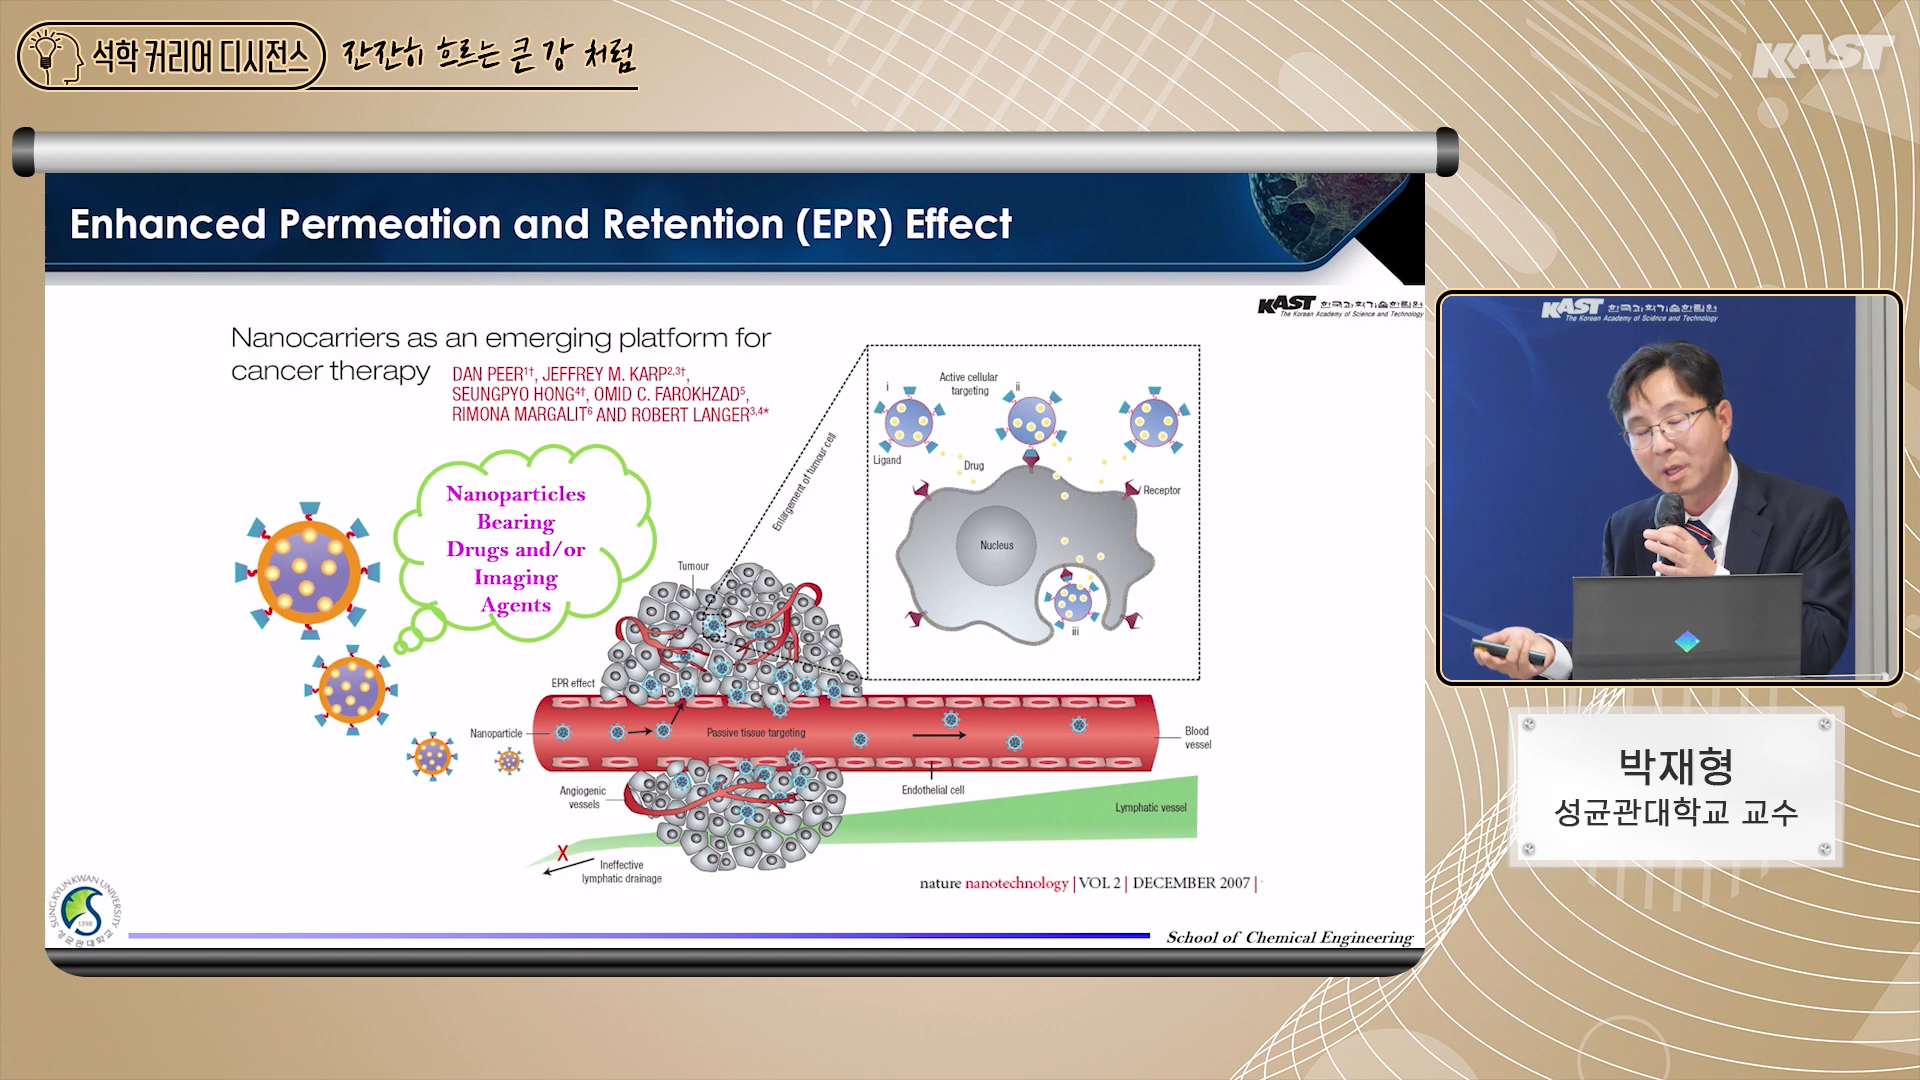 석학 커리어 디시전스
잔잔히 흐르는 큰 강 처럼
KAST
Enhanced Permeation and Retention (EPR) Effect
KAST 한국과학기술한림원
The Korean Academy of Science and Technology
Nanocarriers as an emerging platform for
cancer therapy
DAN PEER¹†, JEFFREY M. KARP²,³†,
SEUNGPYO HONG⁴†, OMID C. FAROKHZAD⁵,
RIMONA MARGALIT⁶ AND ROBERT LANGER³,⁴*
Nanoparticles
Bearing
Drugs and/or
Imaging
Agents
Enlargement of tumour cell
i
Active cellular
targeting
ii
Ligand
Drug
Receptor
Nucleus
iii
Tumour
EPR effect
Nanoparticle
Passive tissue targeting
Blood
vessel
Angiogenic
vessels
Endothelial cell
Lymphatic vessel
X
Ineffective
lymphatic drainage
nature nanotechnology | VOL 2 | DECEMBER 2007 |
SUNGKYUNKWAN UNIVERSITY
1398
성균관대학교
School of Chemical Engineering
KAST 한국과학기술한림원
The Korean Academy of Science and Technology
박재형
성균관대학교 교수